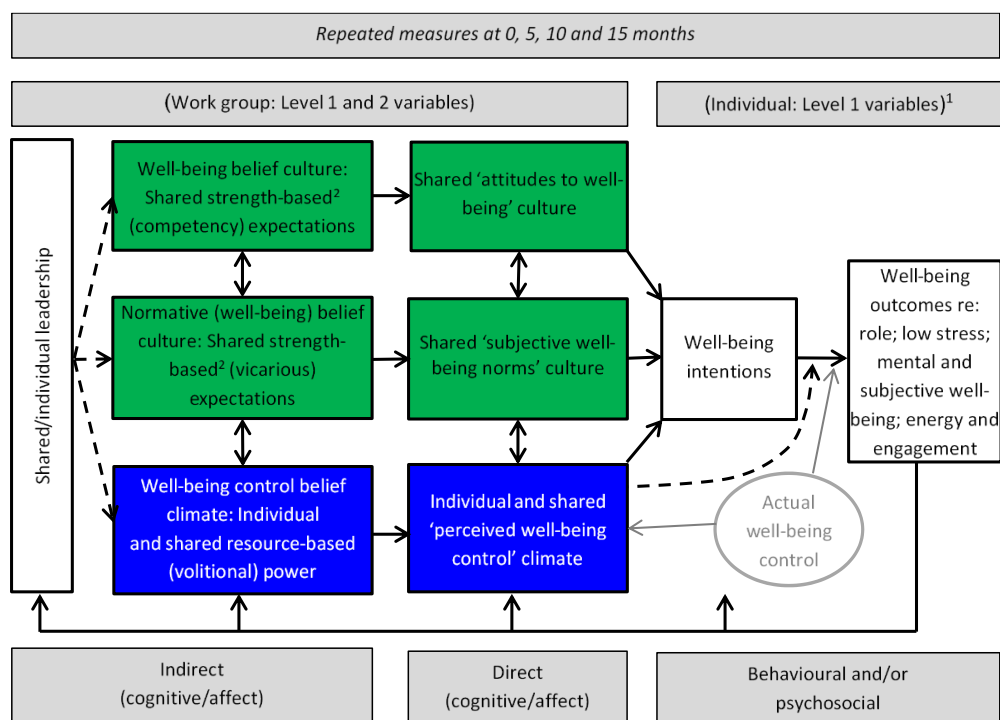 Repeated measures at 0, 5, 10 and 15 months
(Work group: Level 1 and 2 variables)
(Individual: Level 1 variables)¹
Shared/individual leadership
Well-being belief culture:
Shared strength-based²
(competency) expectations
Shared ‘attitudes to well-
being’ culture
Normative (well-being) belief
culture: Shared strength-
based² (vicarious)
expectations
Shared ‘subjective well-
being norms’ culture
Well-being
intentions
Well-being
outcomes re:
role; low stress;
mental and
subjective well-
being; energy and
engagement
Well-being control belief
climate: Individual
and shared resource-based
(volitional) power
Individual and shared
‘perceived well-being
control’ climate
Actual
well-being
control
Indirect
(cognitive/affect)
Direct
(cognitive/affect)
Behavioural and/or
psychosocial